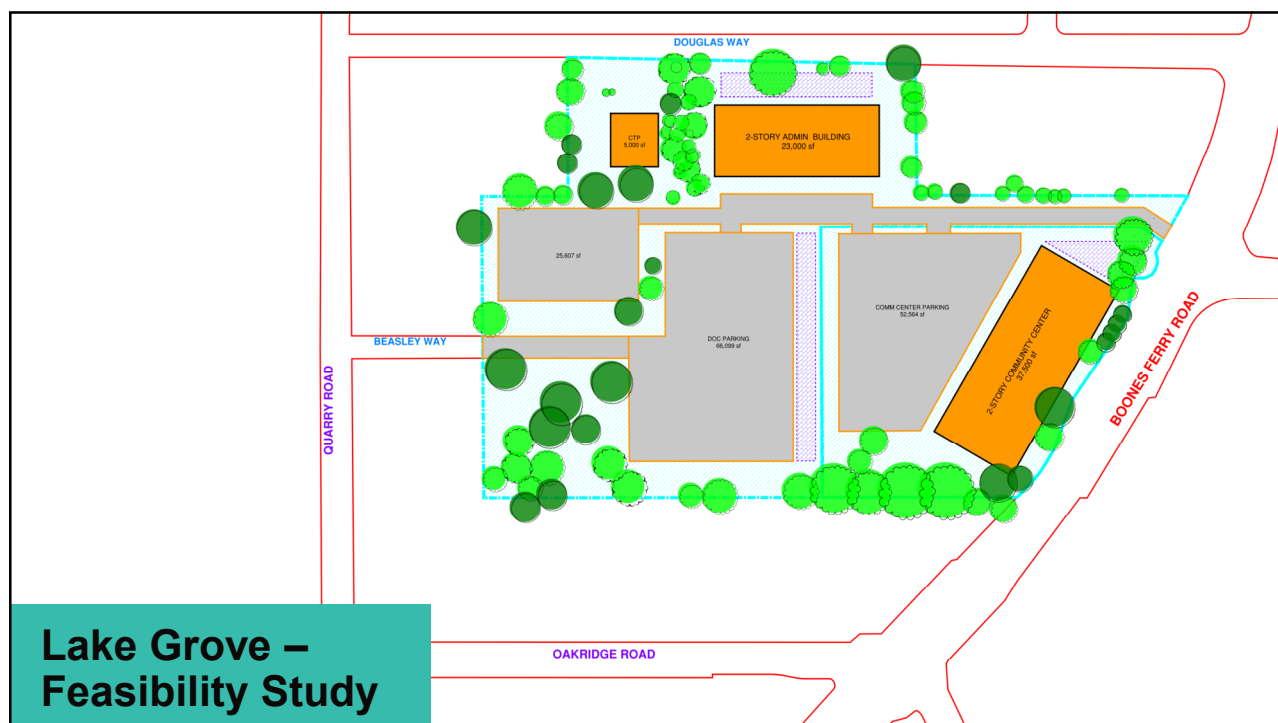 DOUGLAS WAY
CTP
5,000 sf
2-STORY ADMIN BUILDING
23,000 sf
25,607 sf
COMM CENTER PARKING
52,564 sf
DOC PARKING
66,099 sf
2-STORY COMMUNITY CENTER
37,500 sf
BEASLEY WAY
QUARRY ROAD
BOONES FERRY ROAD
OAKRIDGE ROAD
Lake Grove –
Feasibility Study